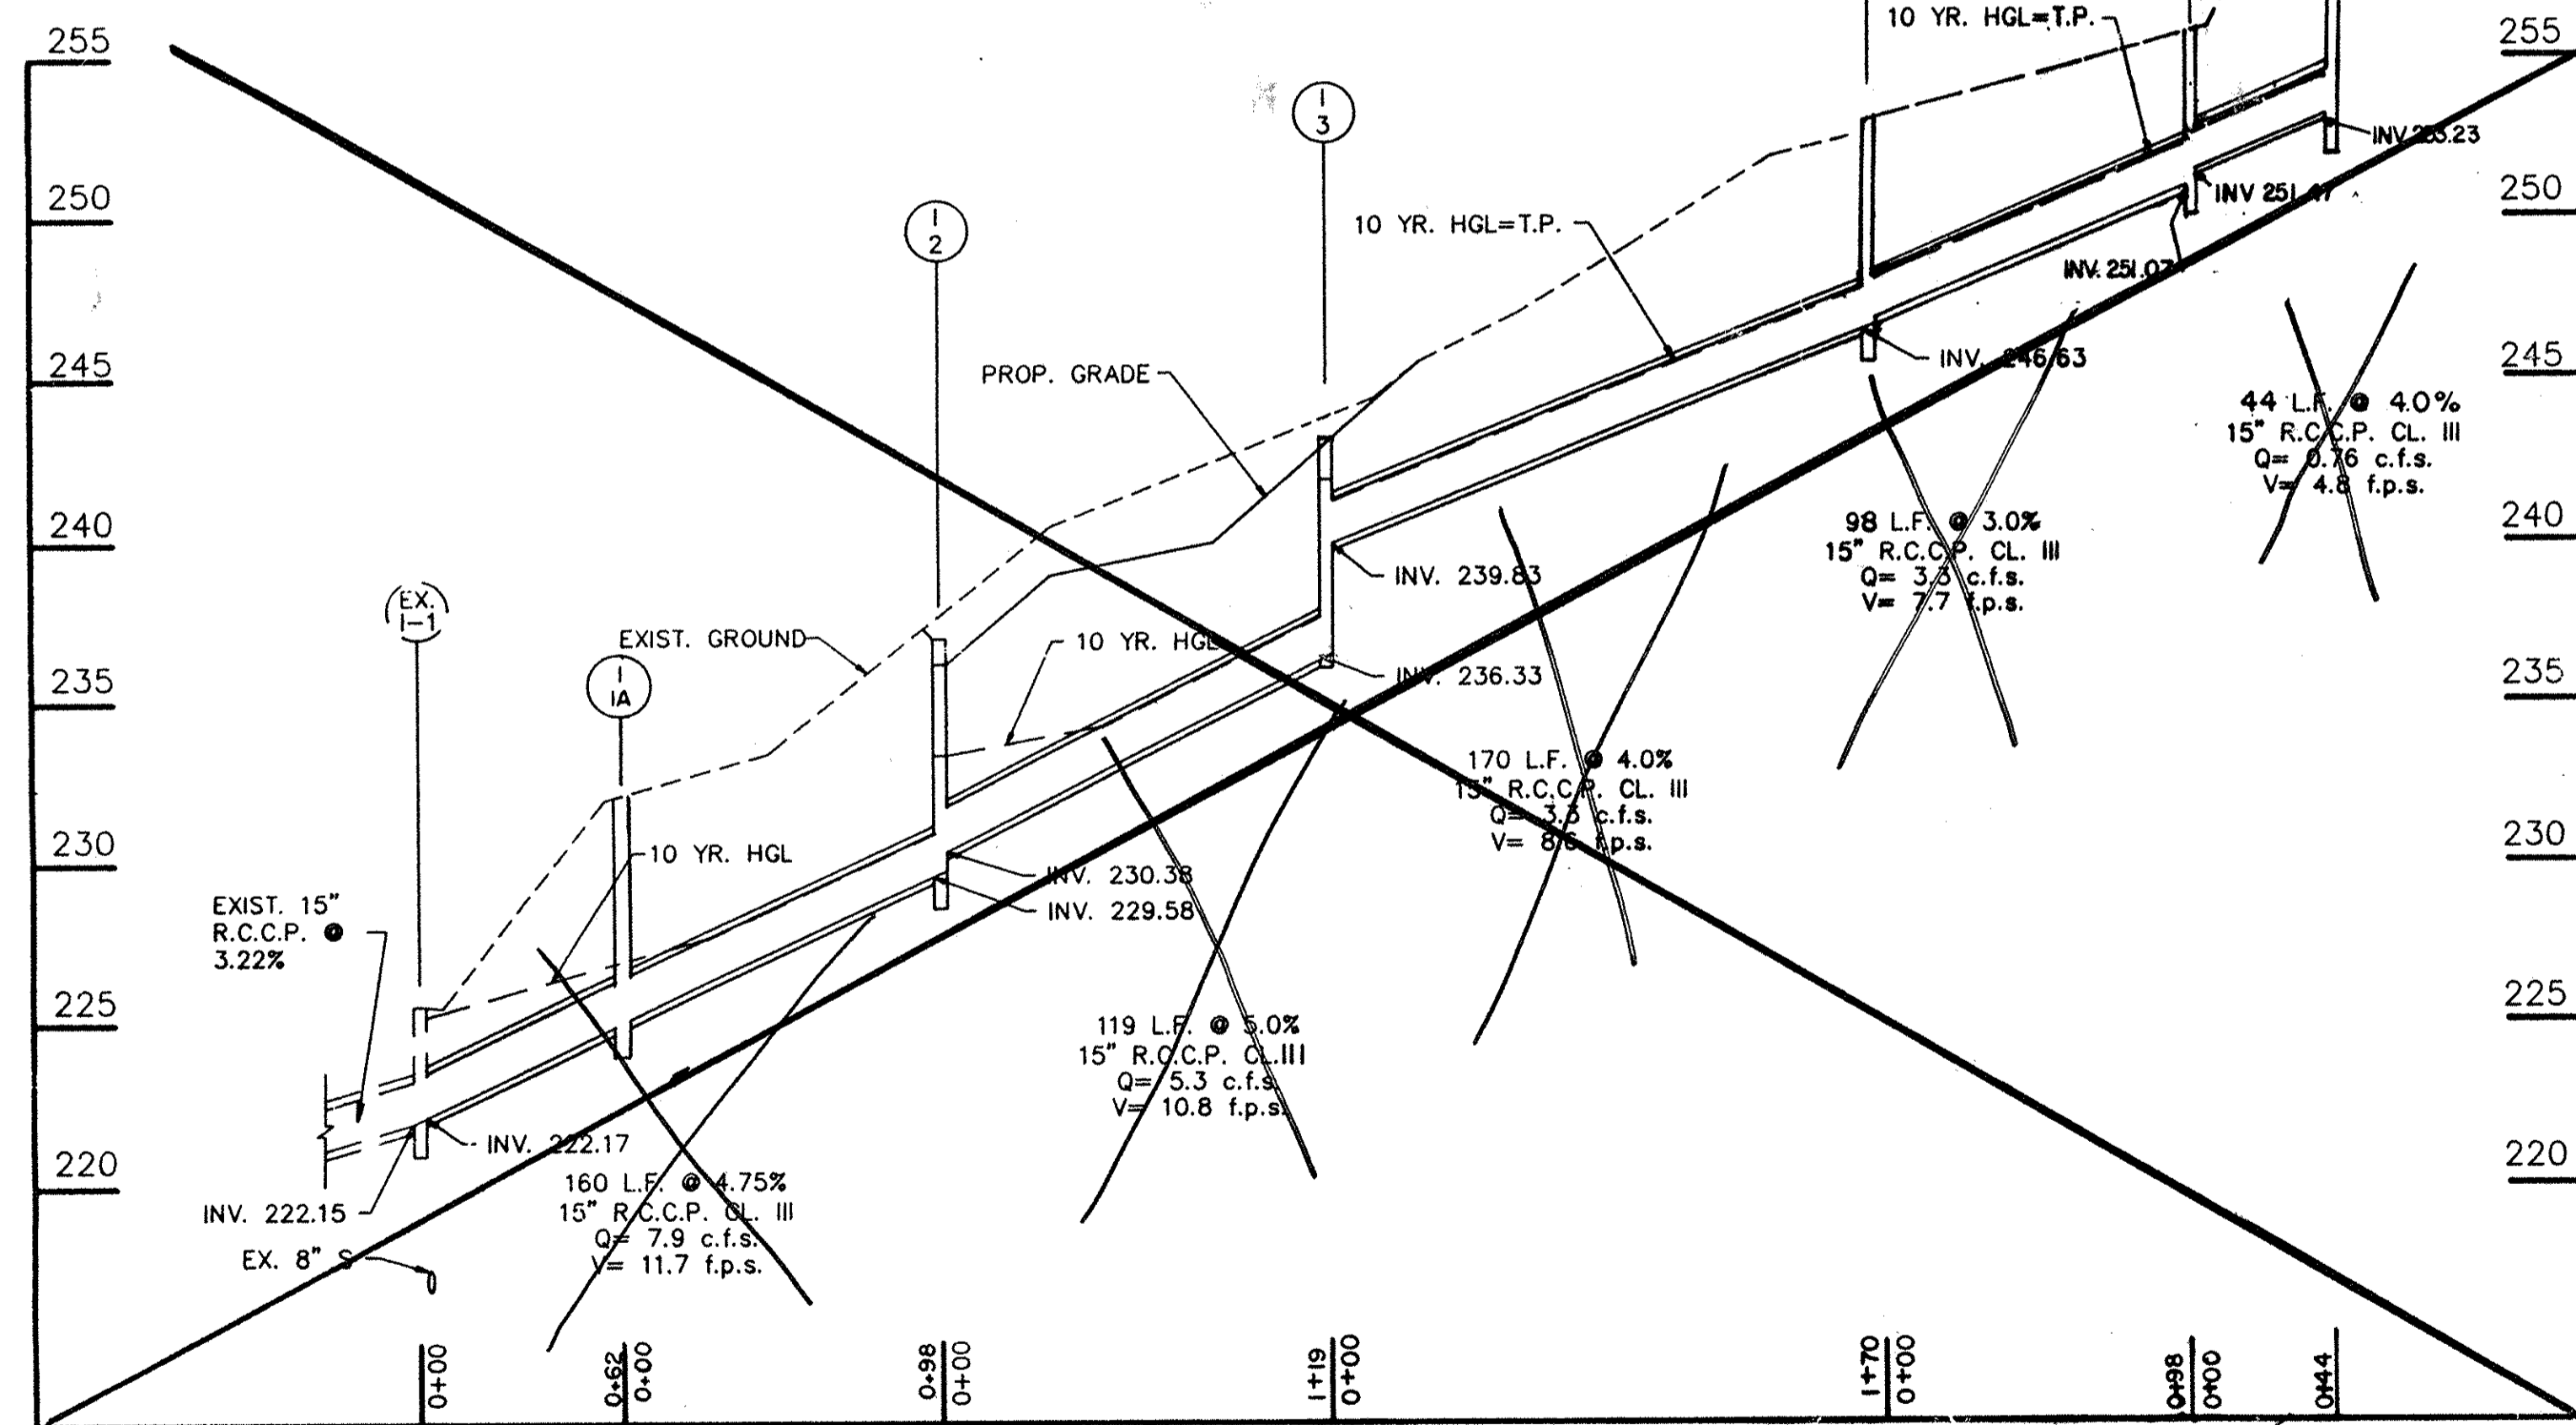 10 YR. HGL=T.P.
255
255
I
3
INV. 253.23
250
I
2
10 YR. HGL=T.P.
INV 251.47
250
INV. 251.07
245
PROP. GRADE
INV. 246.63
245
44 L.F. @ 4.0%
15" R.C.C.P. CL. III
Q= 0.76 c.f.s.
V= 4.8 f.p.s.
240
98 L.F. @ 3.0%
15" R.C.C.P. CL. III
Q= 3.3 c.f.s.
V= 7.7 f.p.s.
240
INV. 239.83
EX.
I-1
EXIST. GROUND
10 YR. HGL
235
I
1A
INV. 236.33
235
170 L.F. @ 4.0%
15" R.C.C.P. CL. III
Q= 3.3 c.f.s.
V= 8.6 f.p.s.
230
10 YR. HGL
230
INV. 230.38
INV. 229.58
EXIST. 15"
R.C.C.P. @
3.22%
225
119 L.F. @ 5.0%
15" R.C.C.P. CL.III
Q= 5.3 c.f.s.
V= 10.8 f.p.s.
225
INV. 222.17
220
160 L.F. @ 4.75%
15" R.C.C.P. CL. III
Q= 7.9 c.f.s.
V= 11.7 f.p.s.
220
INV. 222.15
EX. 8" S
0+00
0+62
0+00
0+98
0+00
1+19
0+00
1+70
0+00
0+98
0+00
0+44